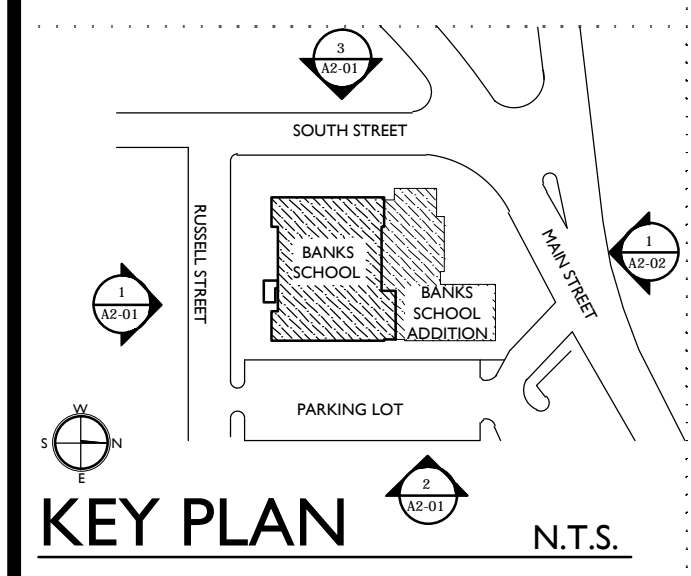 3
A2-01
SOUTH STREET
RUSSELL STREET
BANKS
SCHOOL
MAIN STREET
1
A2-02
1
A2-01
BANKS
SCHOOL
ADDITION
PARKING LOT
W
S
N
E
2
A2-01
KEY PLAN
N.T.S.